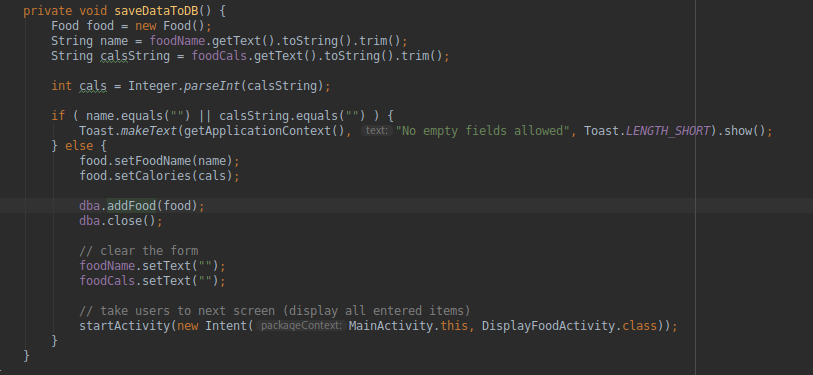 private void saveDataToDB() {
Food food = new Food();
String name = foodName.getText().toString().trim();
String calsString = foodCals.getText().toString().trim();
int cals = Integer.parseInt(calsString);
if ( name.equals("") || calsString.equals("") ) {
Toast.makeText(getApplicationContext(), text: "No empty fields allowed", Toast.LENGTH_SHORT).show();
} else {
food.setFoodName(name);
food.setCalories(cals);
dba.addFood(food);
dba.close();
// clear the form
foodName.setText("");
foodCals.setText("");
// take users to next screen (display all entered items)
startActivity(new Intent( packageContext: MainActivity.this, DisplayFoodActivity.class));
}
}